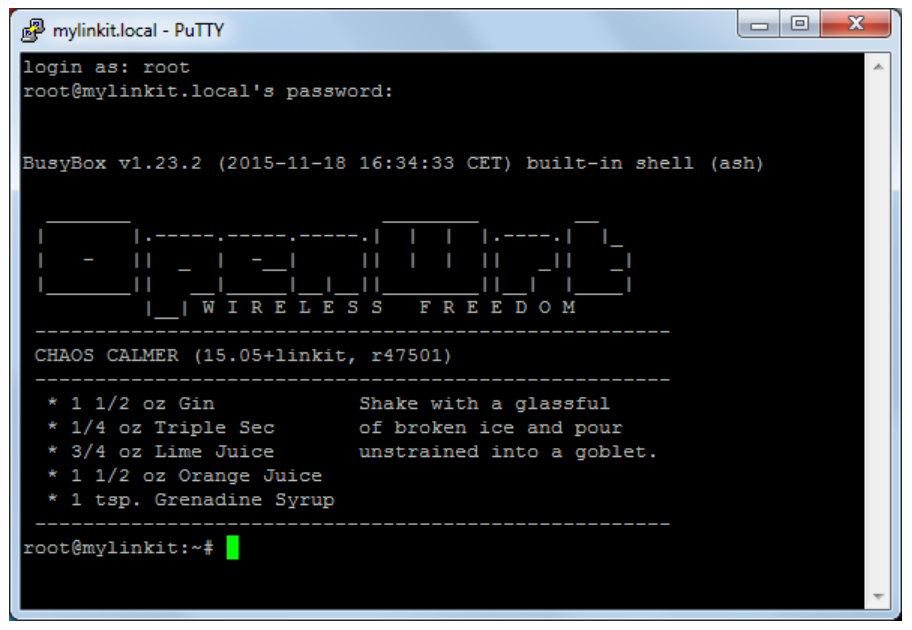 mylinkit.local - PuTTY
login as: root
root@mylinkit.local's password:
BusyBox v1.23.2 (2015-11-18 16:34:33 CET) built-in shell (ash)
OpenWrt
W I R E L E S S   F R E E D O M
-----------------------------------------------------
CHAOS CALMER (15.05+linkit, r47501)
-----------------------------------------------------
* 1 1/2 oz Gin            Shake with a glassful
* 1/4 oz Triple Sec       of broken ice and pour
* 3/4 oz Lime Juice       unstrained into a goblet.
* 1 1/2 oz Orange Juice
* 1 tsp. Grenadine Syrup
-----------------------------------------------------
root@mylinkit:~#